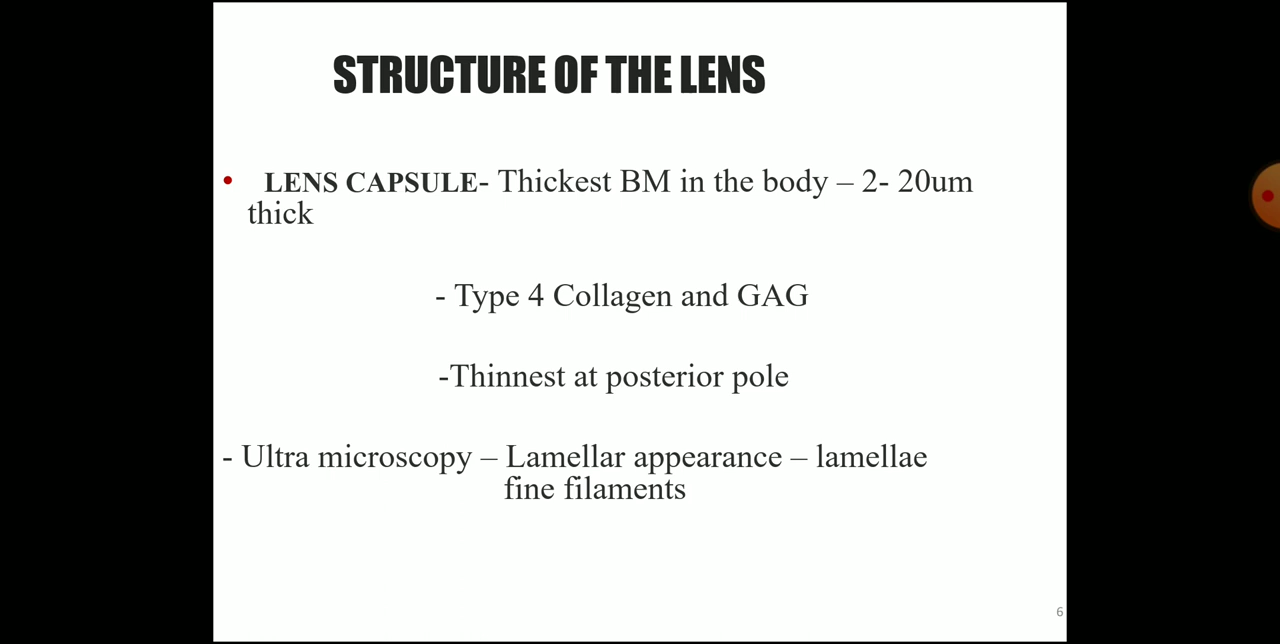 STRUCTURE OF THE LENS
• LENS CAPSULE- Thickest BM in the body – 2- 20um
thick
- Type 4 Collagen and GAG
-Thinnest at posterior pole
- Ultra microscopy – Lamellar appearance – lamellae
fine filaments
6